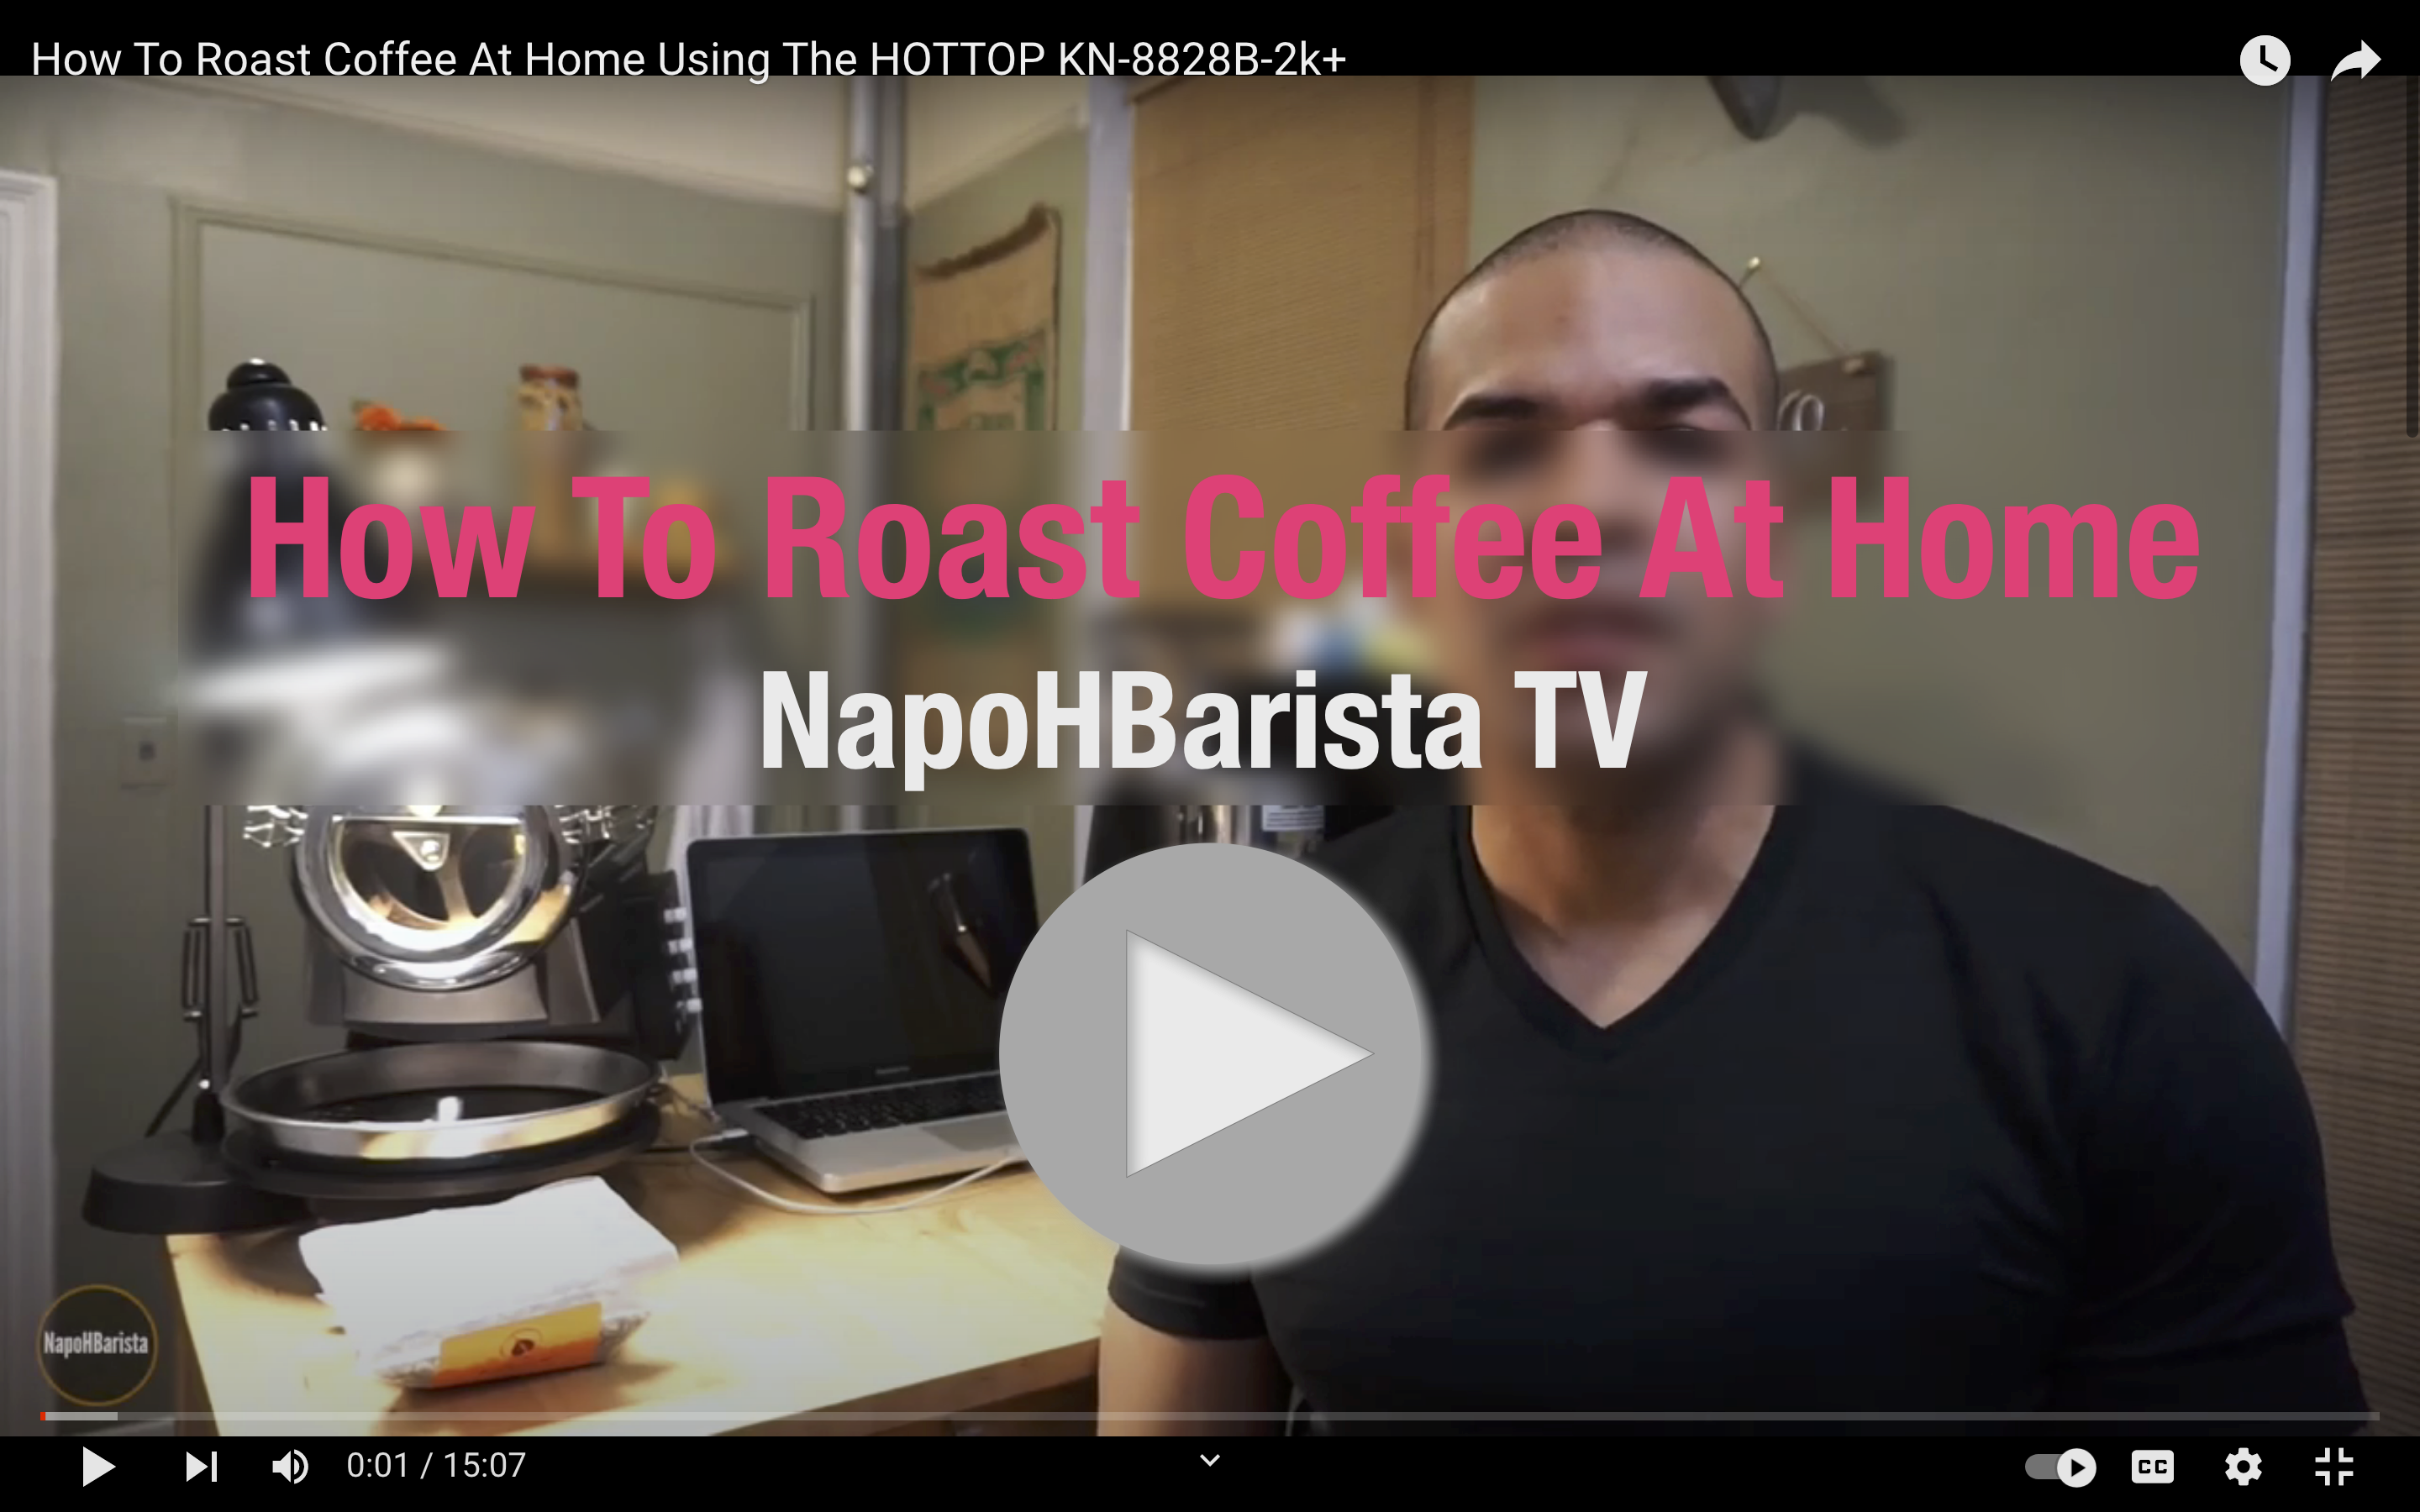 How To Roast Coffee At Home Using The HOTTOP KN-8828B-2k+
How To Roast Coffee At Home
NapoHBarista TV
NapoHBarista
0:01 / 15:07
CC